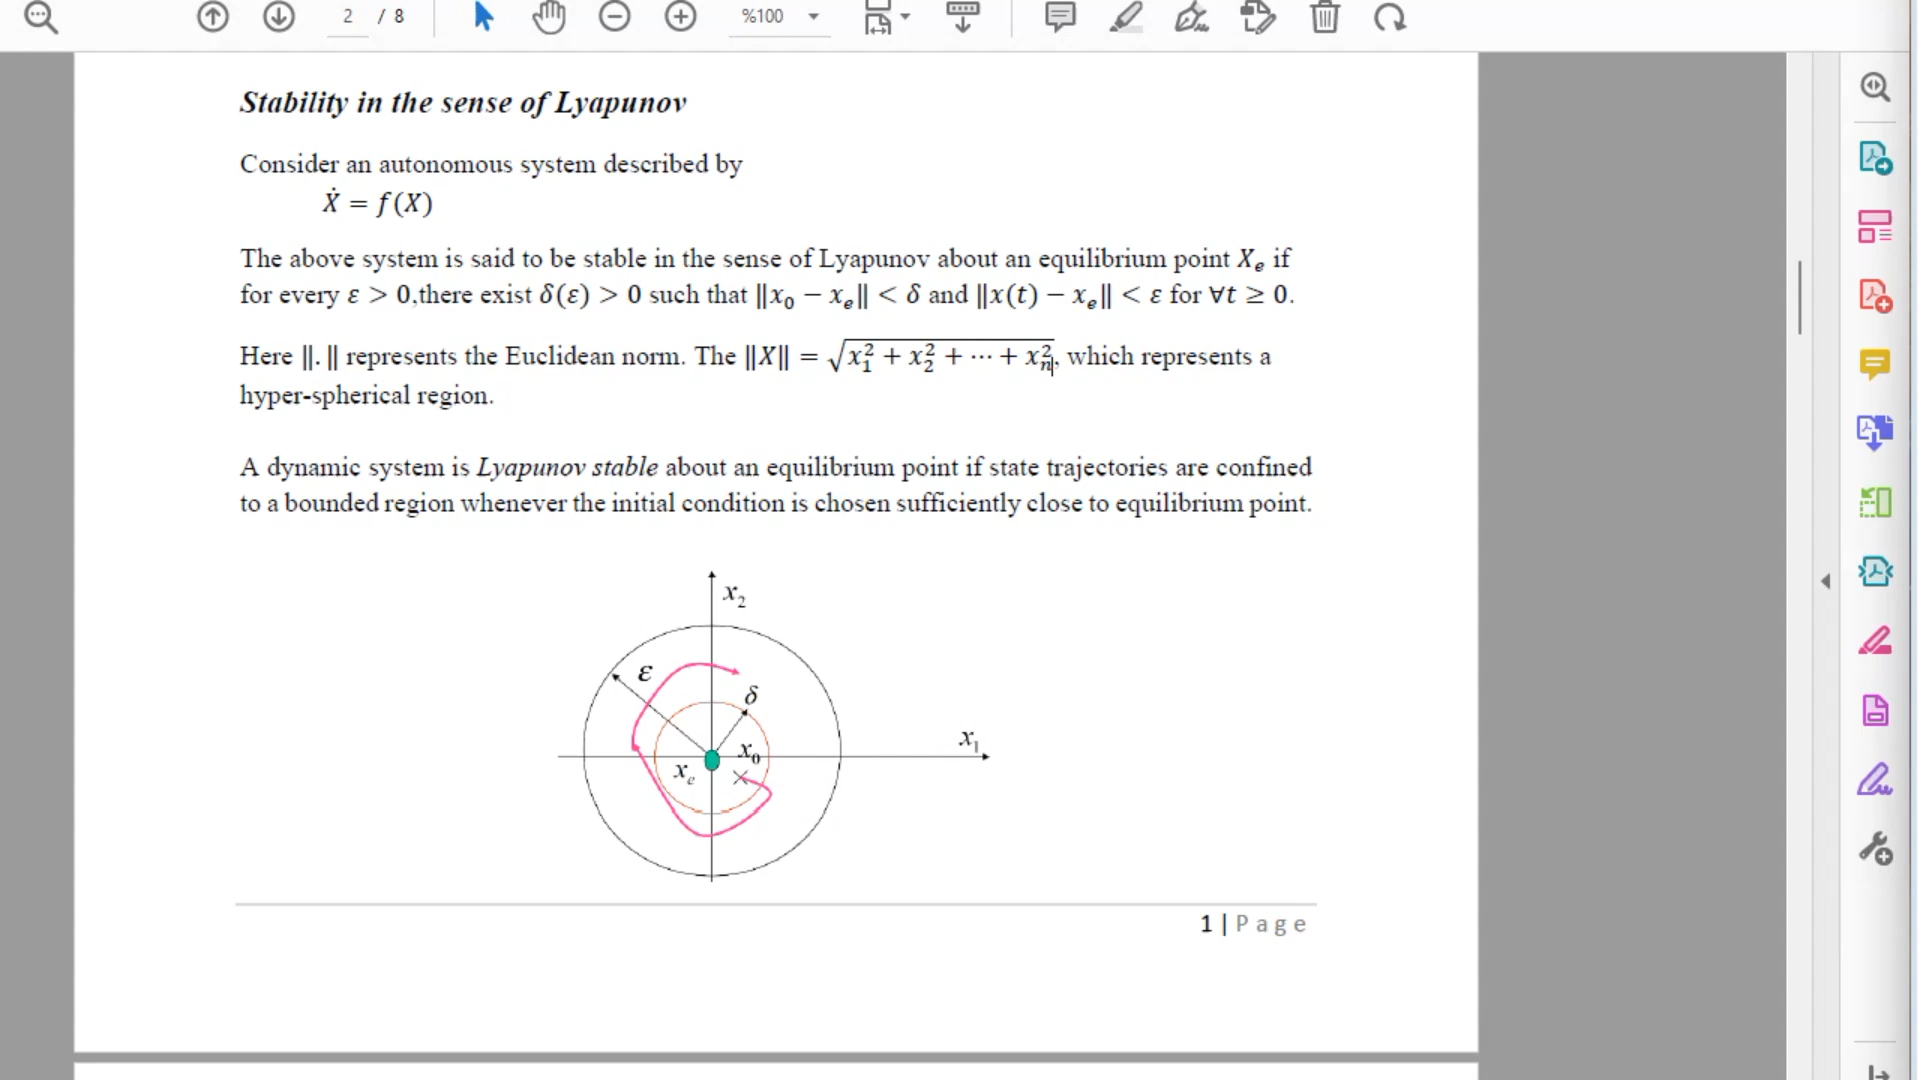 2 / 8 %100
Stability in the sense of Lyapunov
Consider an autonomous system described by
Ẋ = f(X)
The above system is said to be stable in the sense of Lyapunov about an equilibrium point Xₑ if
for every ε > 0,there exist δ(ε) > 0 such that ‖x₀ − xₑ‖ < δ and ‖x(t) − xₑ‖ < ε for ∀t ≥ 0.
Here ‖. ‖ represents the Euclidean norm. The ‖X‖ = √x₁² + x₂² + ⋯ + xₙ², which represents a
hyper-spherical region.
A dynamic system is Lyapunov stable about an equilibrium point if state trajectories are confined
to a bounded region whenever the initial condition is chosen sufficiently close to equilibrium point.
x₂
ε
δ
x₁
x₀
xₑ
1 | Page